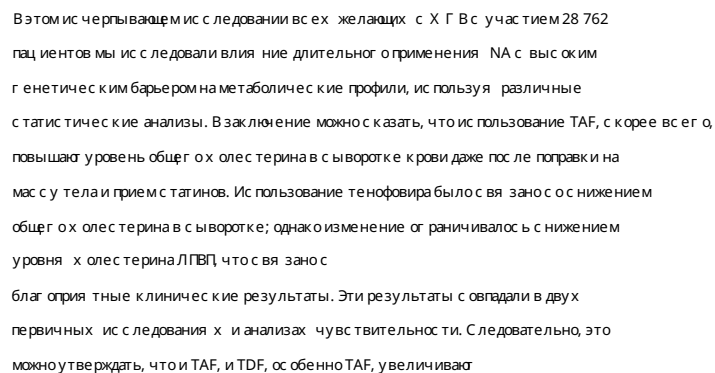 В этом исчерпывающем исследовании всех желающих с ХГВ с участием 28 762
пациентов мы исследовали влияние длительного применения NA с высоким
генетическим барьером на метаболические профили, используя различные
статистические анализы. В заключение можно сказать, что использование TAF, скорее всего,
повышают уровень общего холестерина в сыворотке крови даже после поправки на
массу тела и прием статинов. Использование тенофовира было связано со снижением
общего холестерина в сыворотке; однако изменение ограничивалось снижением
уровня холестерина ЛПВП, что связано с
благоприятные клинические результаты. Эти результаты совпадали в двух
первичных исследованиях и анализах чувствительности. Следовательно, это
можно утверждать, что и TAF, и TDF, особенно TAF, увеличивают